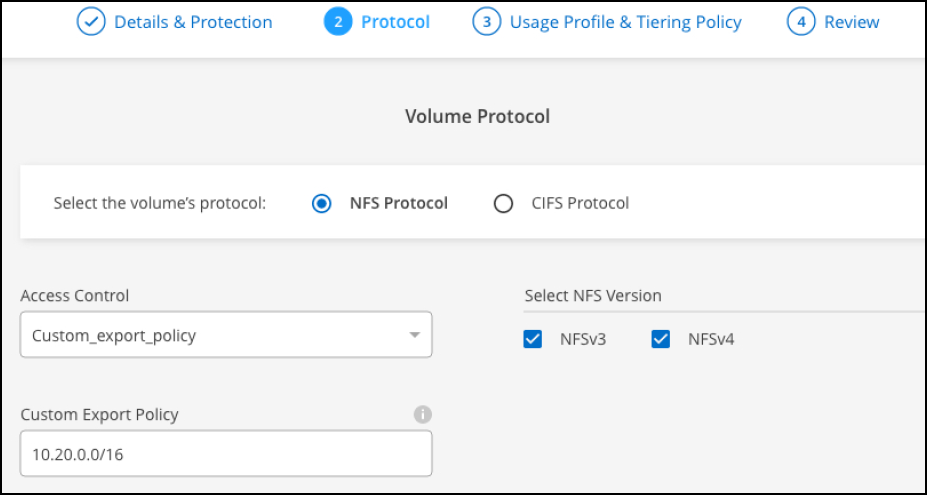 Details & Protection 2 Protocol 3 Usage Profile & Tiering Policy 4 Review
Volume Protocol
Select the volume's protocol: NFS Protocol CIFS Protocol
Access Control Select NFS Version
Custom_export_policy NFSv3 NFSv4
Custom Export Policy i
10.20.0.0/16